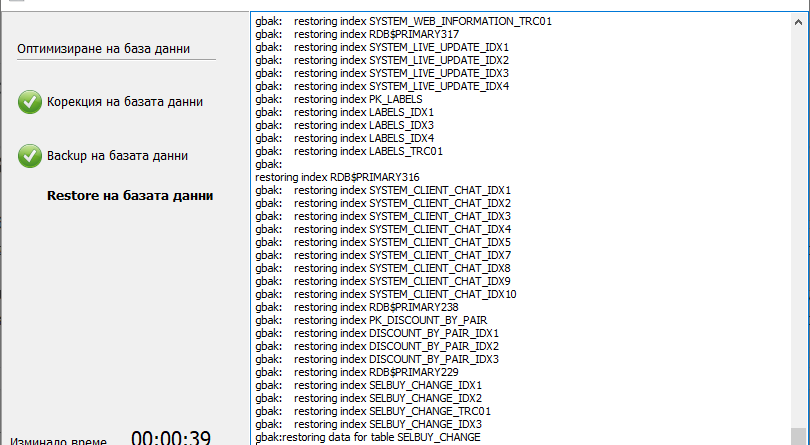 Оптимизиране на база данни
Корекция на базата данни
Backup на базата данни
Restore на базата данни
Изминало време 00:00:39
gbak: restoring index SYSTEM_WEB_INFORMATION_TRC01
gbak: restoring index RDB$PRIMARY317
gbak: restoring index SYSTEM_LIVE_UPDATE_IDX1
gbak: restoring index SYSTEM_LIVE_UPDATE_IDX2
gbak: restoring index SYSTEM_LIVE_UPDATE_IDX3
gbak: restoring index SYSTEM_LIVE_UPDATE_IDX4
gbak: restoring index PK_LABELS
gbak: restoring index LABELS_IDX1
gbak: restoring index LABELS_IDX3
gbak: restoring index LABELS_IDX4
gbak: restoring index LABELS_TRC01
gbak:
restoring index RDB$PRIMARY316
gbak: restoring index SYSTEM_CLIENT_CHAT_IDX1
gbak: restoring index SYSTEM_CLIENT_CHAT_IDX2
gbak: restoring index SYSTEM_CLIENT_CHAT_IDX3
gbak: restoring index SYSTEM_CLIENT_CHAT_IDX4
gbak: restoring index SYSTEM_CLIENT_CHAT_IDX5
gbak: restoring index SYSTEM_CLIENT_CHAT_IDX7
gbak: restoring index SYSTEM_CLIENT_CHAT_IDX8
gbak: restoring index SYSTEM_CLIENT_CHAT_IDX9
gbak: restoring index SYSTEM_CLIENT_CHAT_IDX10
gbak: restoring index RDB$PRIMARY238
gbak: restoring index PK_DISCOUNT_BY_PAIR
gbak: restoring index DISCOUNT_BY_PAIR_IDX1
gbak: restoring index DISCOUNT_BY_PAIR_IDX2
gbak: restoring index DISCOUNT_BY_PAIR_IDX3
gbak: restoring index RDB$PRIMARY229
gbak: restoring index SELBUY_CHANGE_IDX1
gbak: restoring index SELBUY_CHANGE_IDX2
gbak: restoring index SELBUY_CHANGE_TRC01
gbak: restoring index SELBUY_CHANGE_IDX3
gbak:restoring data for table SELBUY_CHANGE